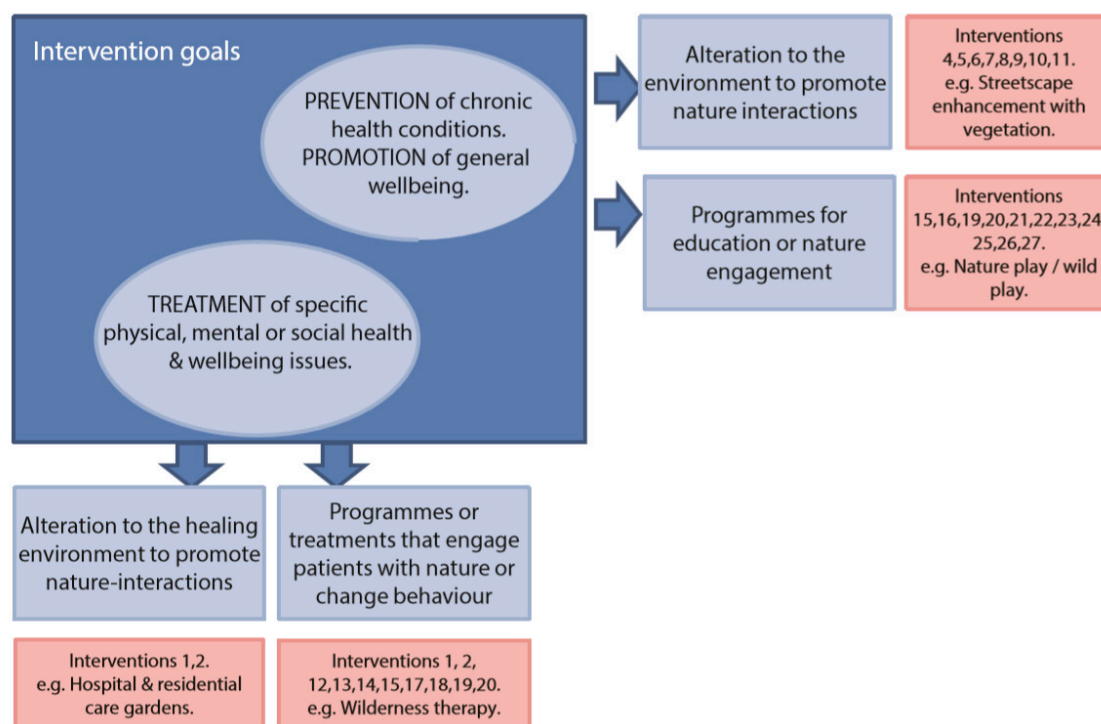 Intervention goals
PREVENTION of chronic
health conditions.
PROMOTION of general
wellbeing.
TREATMENT of specific
physical, mental or social health
& wellbeing issues.
Alteration to the
environment to promote
nature interactions
Interventions
4,5,6,7,8,9,10,11.
e.g. Streetscape
enhancement with
vegetation.
Programmes for
education or nature
engagement
Interventions
15,16,19,20,21,22,23,24
25,26,27.
e.g. Nature play / wild
play.
Alteration to the healing
environment to promote
nature-interactions
Programmes or
treatments that engage
patients with nature or
change behaviour
Interventions 1,2.
e.g. Hospital & residential
care gardens.
Interventions 1, 2,
12,13,14,15,17,18,19,20.
e.g. Wilderness therapy.